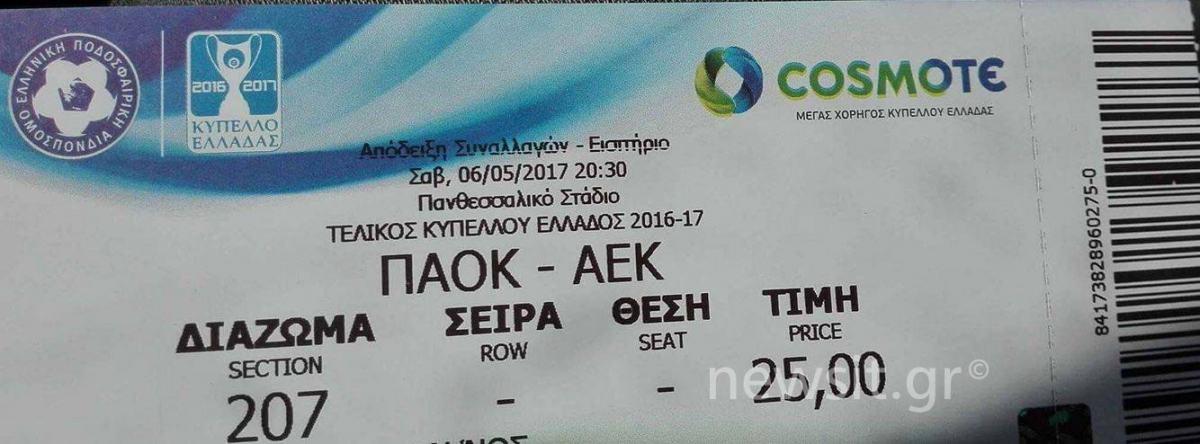 ΕΛΛΗΝΙΚΗ ΠΟΔΟΣΦΑΙΡΙΚΗ ΟΜΟΣΠΟΝΔΙΑ
2016 2017
ΚΥΠΕΛΛΟ
ΕΛΛΑΔΑΣ
COSMOTE
ΜΕΓΑΣ ΧΟΡΗΓΟΣ ΚΥΠΕΛΛΟΥ ΕΛΛΑΔΑΣ
Απόδειξη Συναλλαγών - Εισιτήριο
Σαβ, 06/05/2017 20:30
Πανθεσσαλικό Στάδιο
ΤΕΛΙΚΟΣ ΚΥΠΕΛΛΟΥ ΕΛΛΑΔΟΣ 2016-17
ΠΑΟΚ - ΑΕΚ
ΔΙΑΖΩΜΑ ΣΕΙΡΑ ΘΕΣΗ ΤΙΜΗ
SECTION ROW SEAT PRICE
207 - - 25,00
newsit.gr©
84173828960275-0